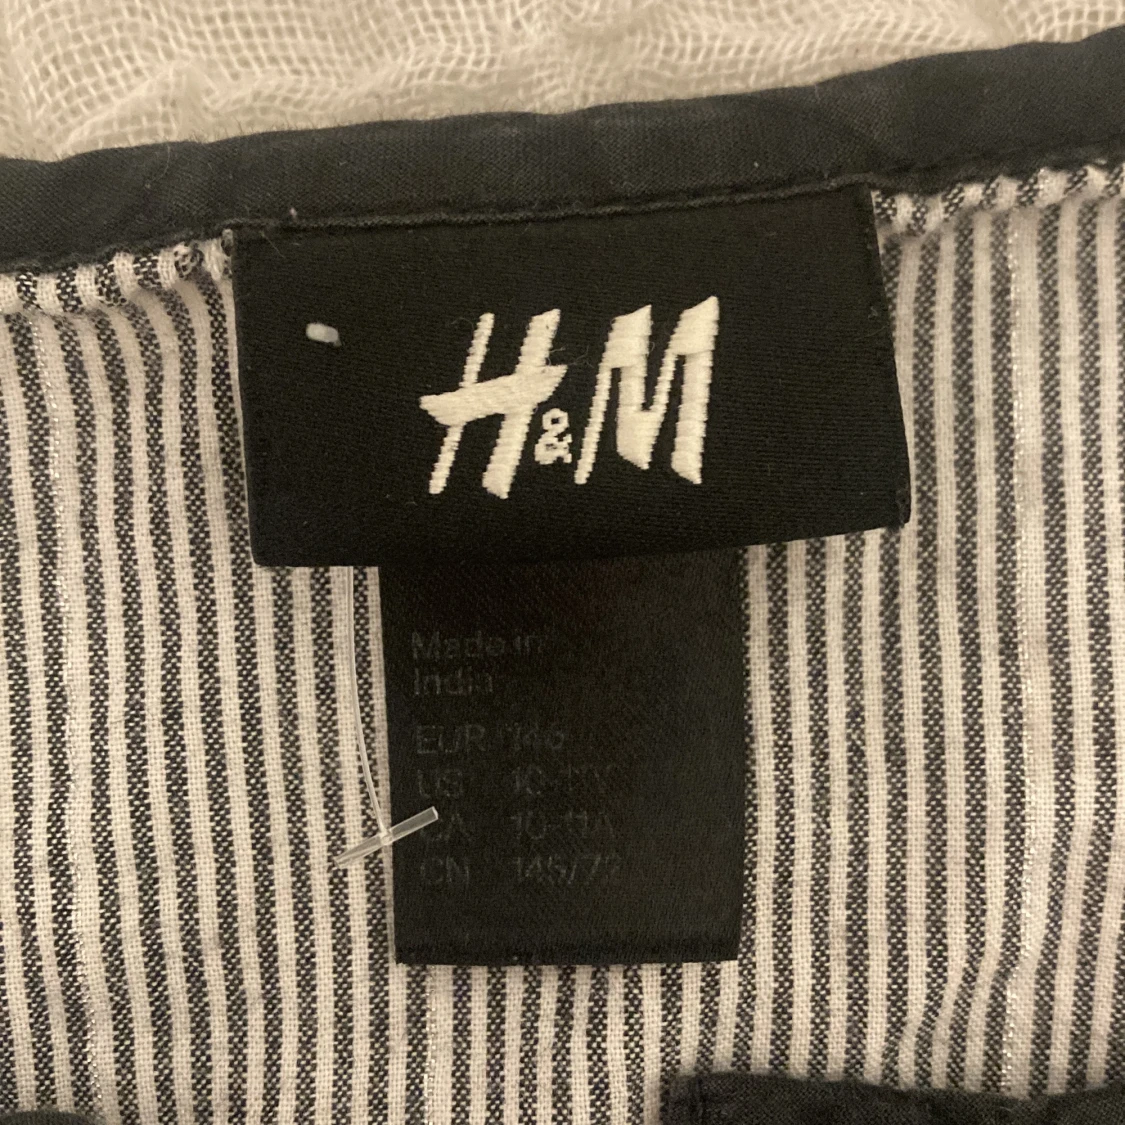 H&M
Made in
India
EUR 146
US 10-11Y
CA 10-11A
CN 145/72